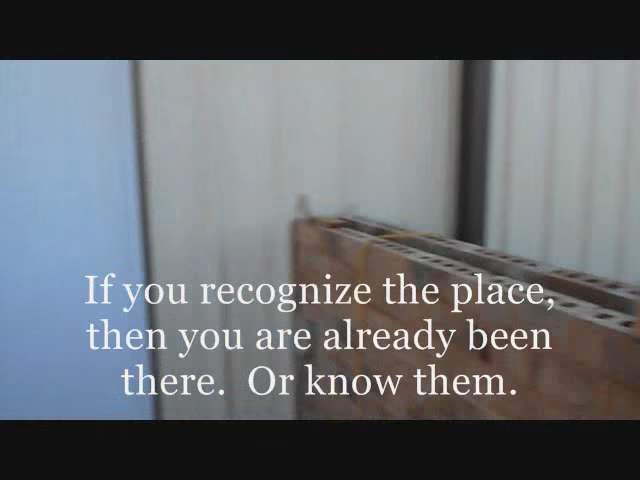 If you recognize the place,
then you are already been
there.  Or know them.